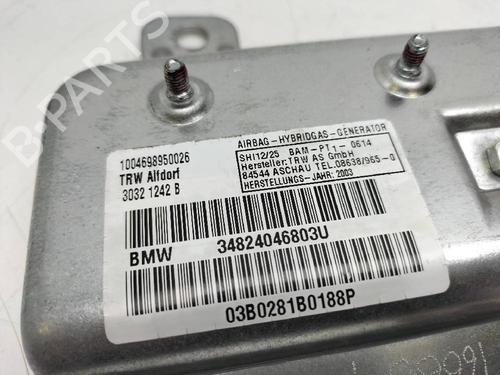 1004698950026
TRW Alfdorf
3032 1242 B
AIRBAG-HYBRIDGAS-GENERATOR
SHI12/25 BAM-PT1-0614
Hersteller:TRW AS GmbH
84544 ASCHAU TEL.08638/965-0
HERSTELLUNGS-JAHR: 2003
BMW 34824046803U
03B0281B0188P
B-PARTS